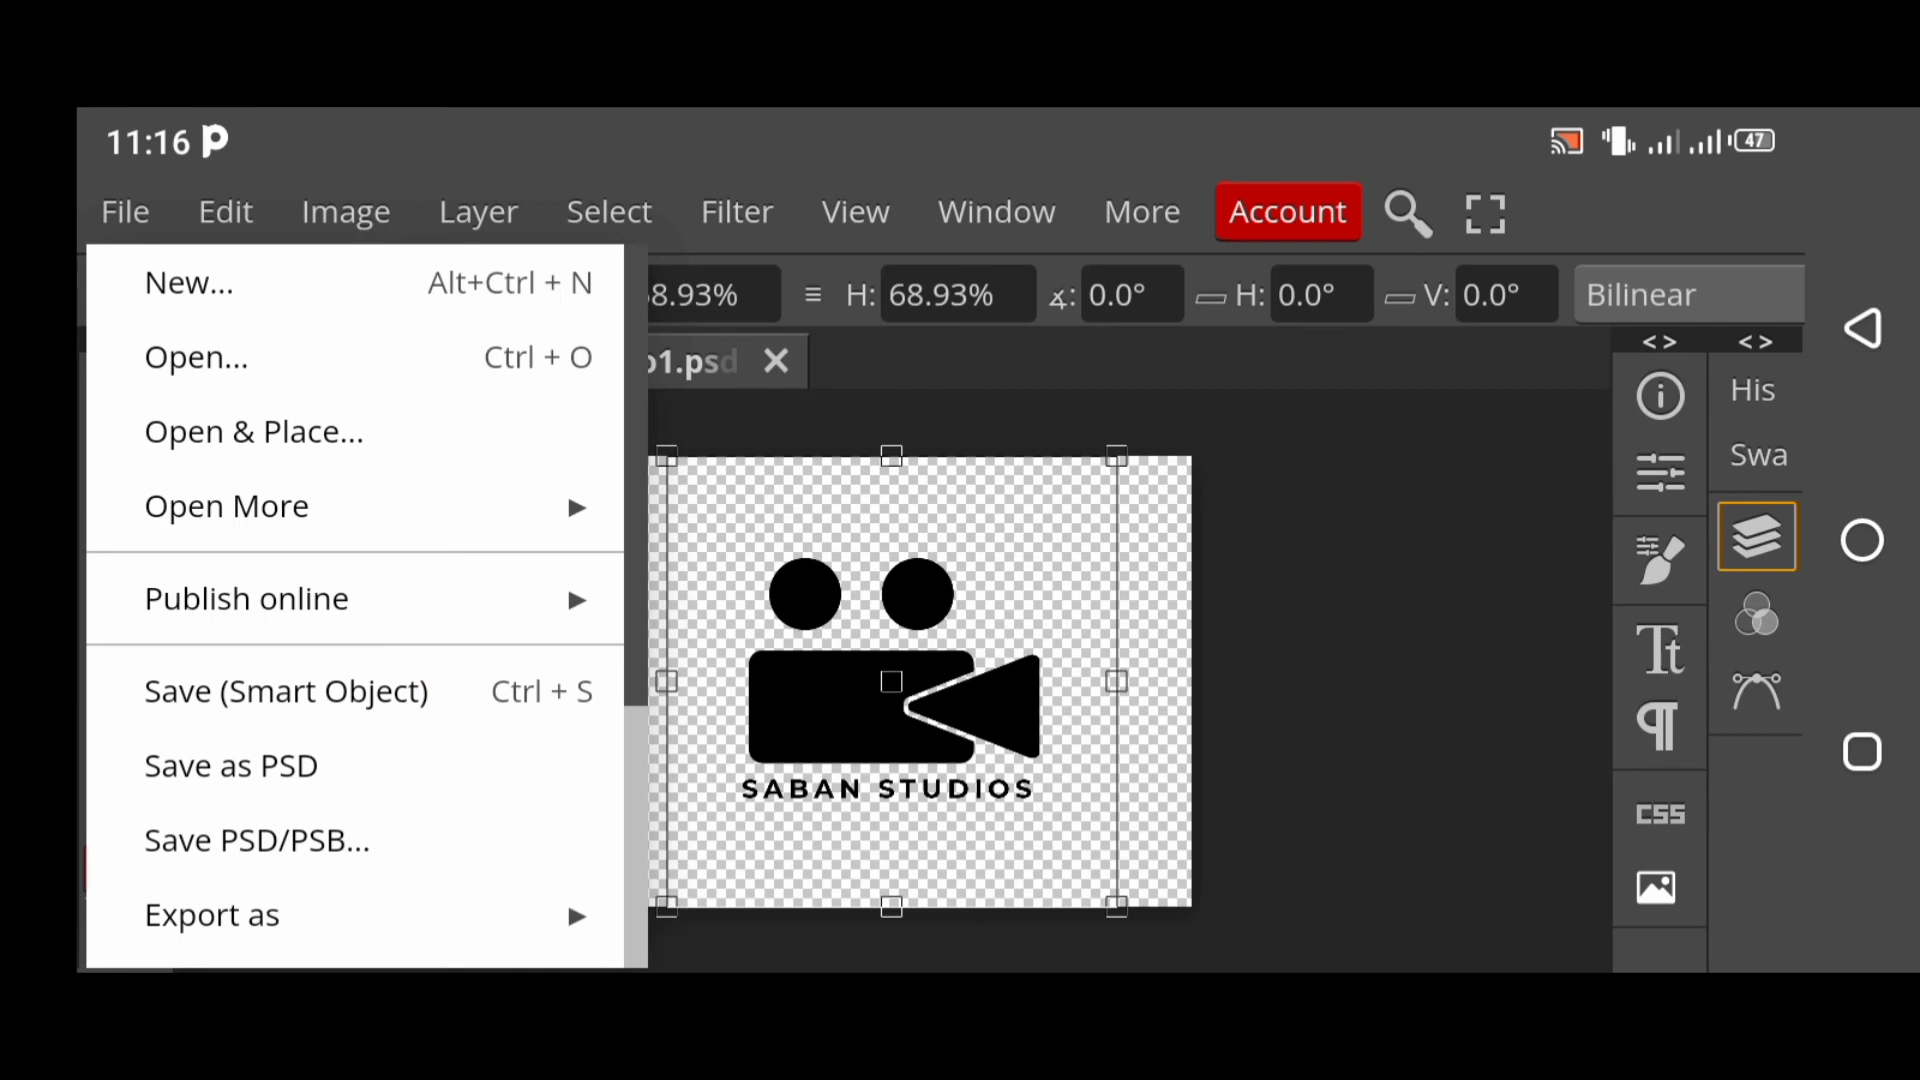 11:16
47
File Edit Image Layer Select Filter View Window More Account
8.93% H: 68.93% 0.0° H: 0.0° V: 0.0° Bilinear
New... Alt+Ctrl + N
Open... Ctrl + O
Open & Place...
Open More
Publish online
Save (Smart Object) Ctrl + S
Save as PSD
Save PSD/PSB...
Export as
o1.psd
< > < >
His
Swa
CSS
SABAN STUDIOS